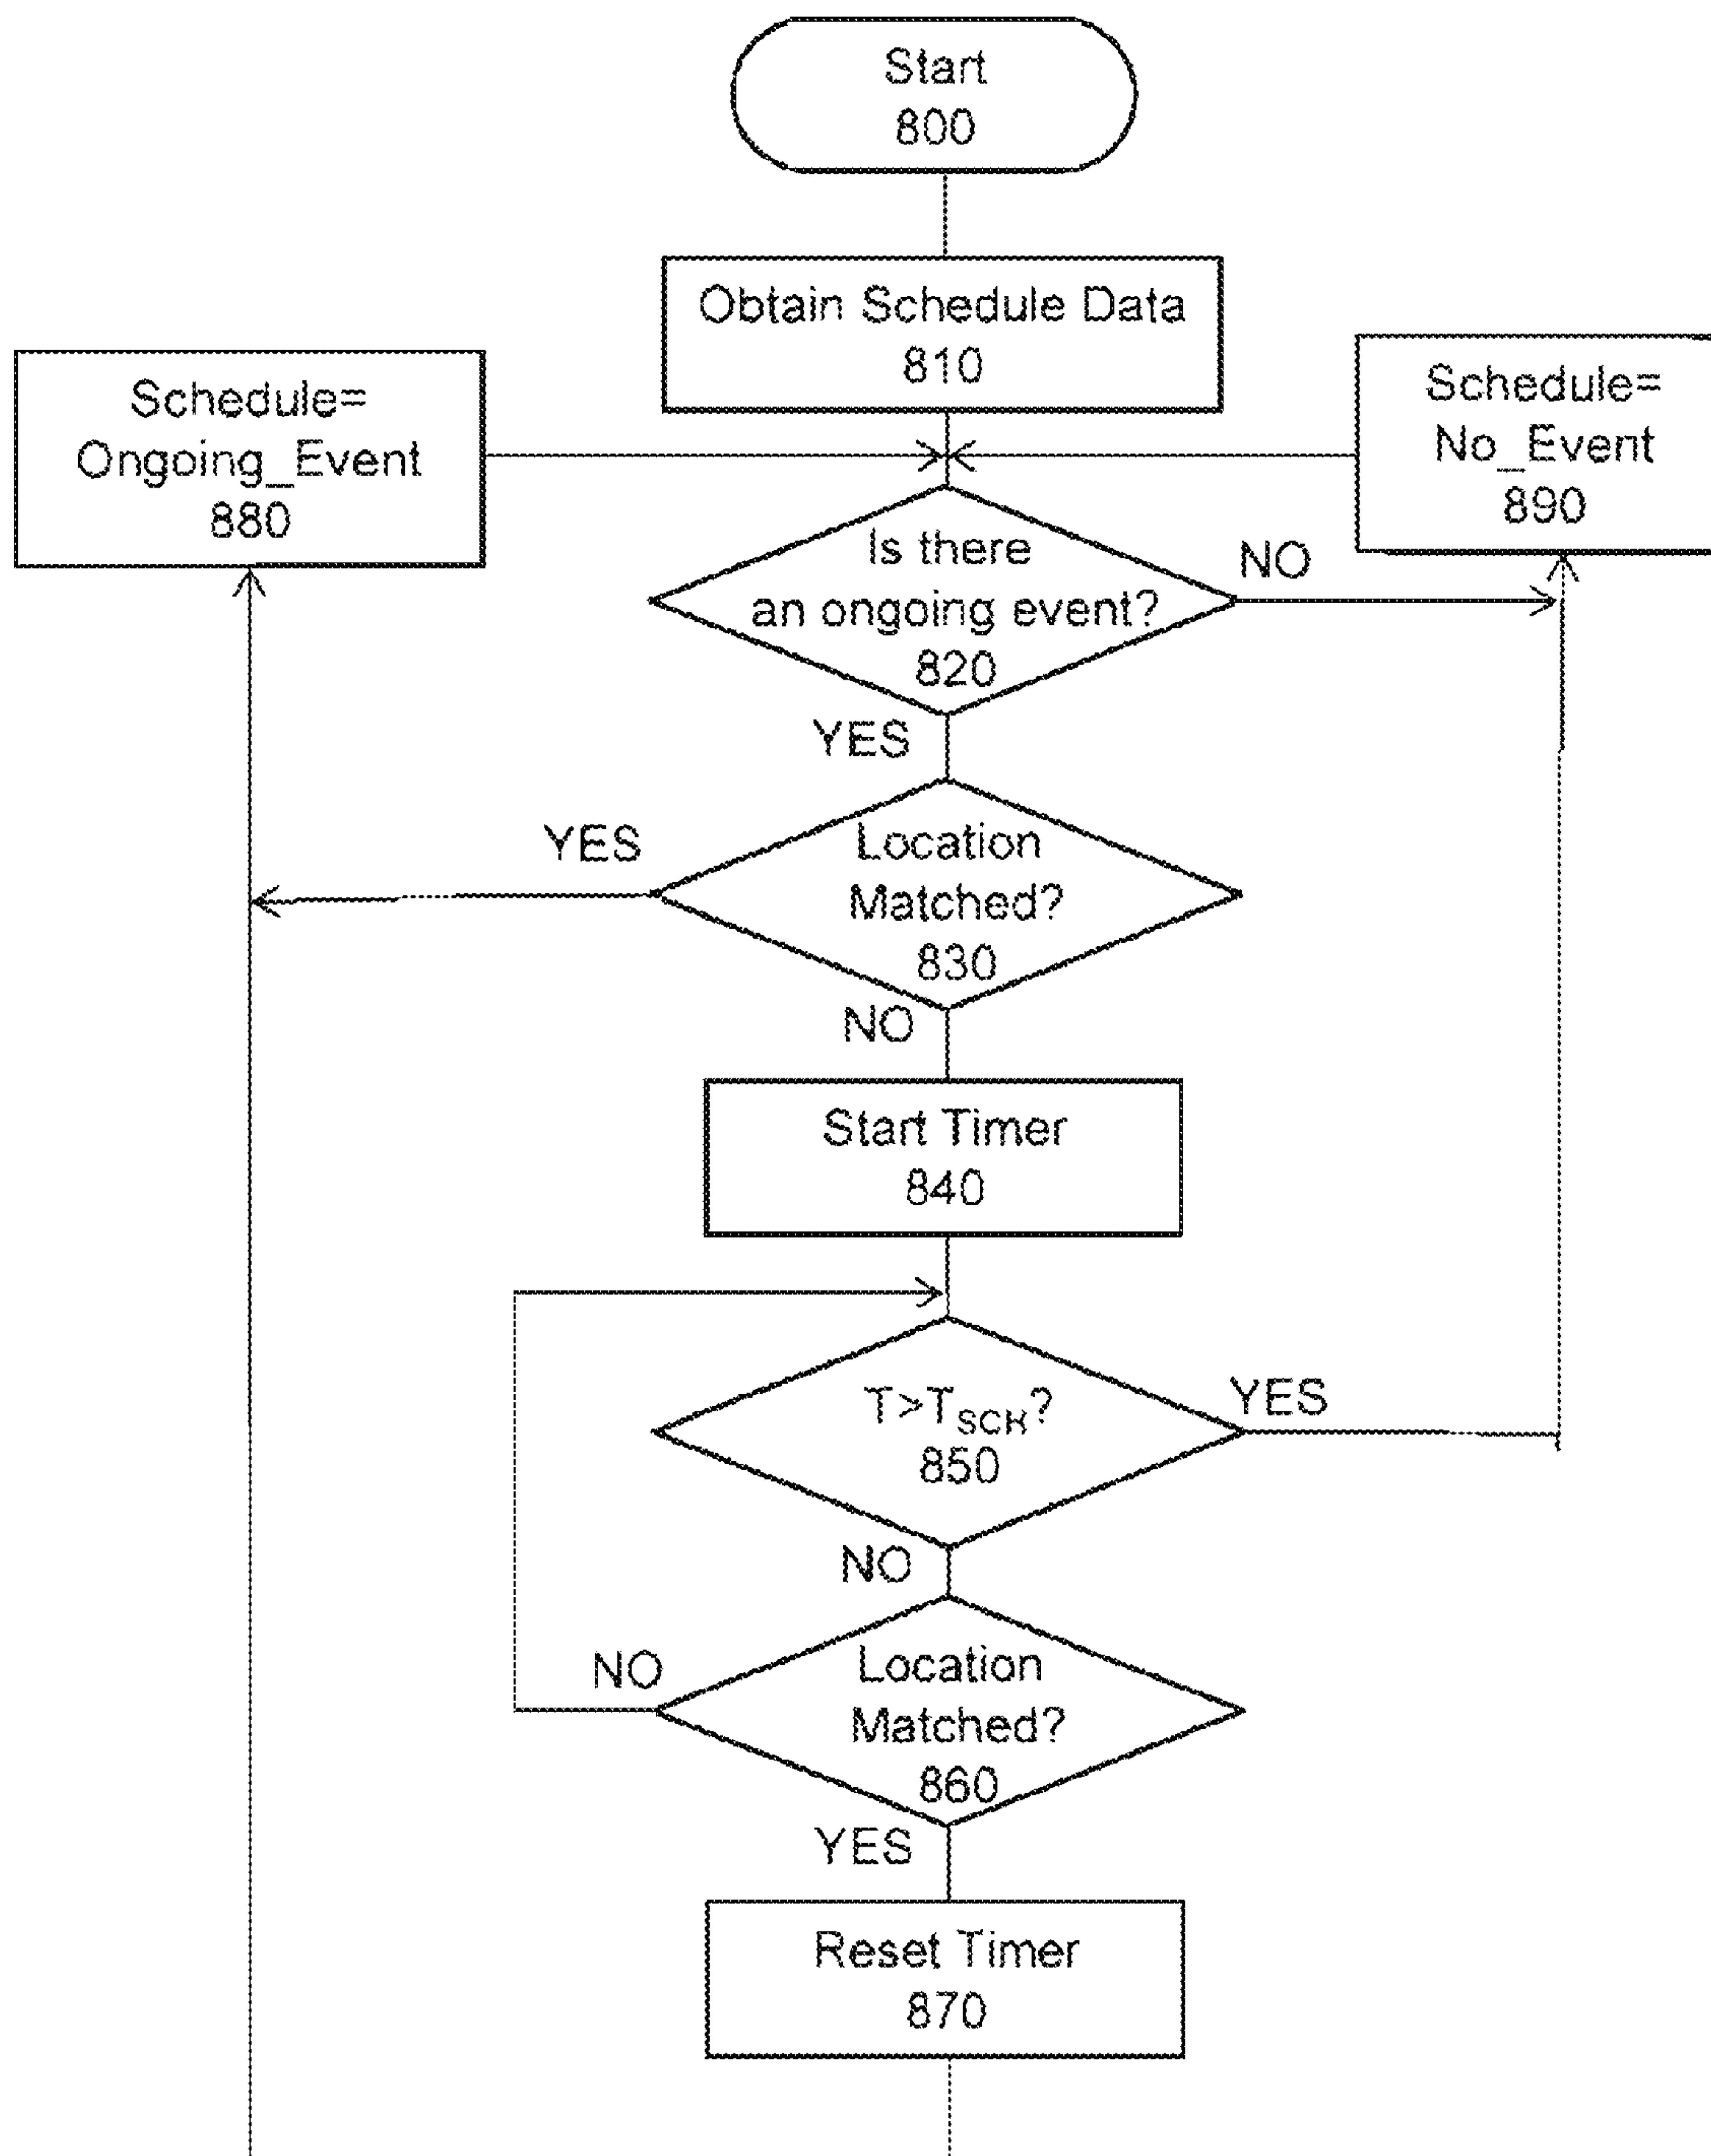 Start
800
Obtain Schedule Data
810
Schedule=
Ongoing_Event
880
Schedule=
No_Event
890
Is there
an ongoing event?
820
NO
YES
Location
Matched?
830
YES
NO
Start Timer
840
T>T_SCH?
850
YES
NO
Location
Matched?
860
NO
YES
Reset Timer
870